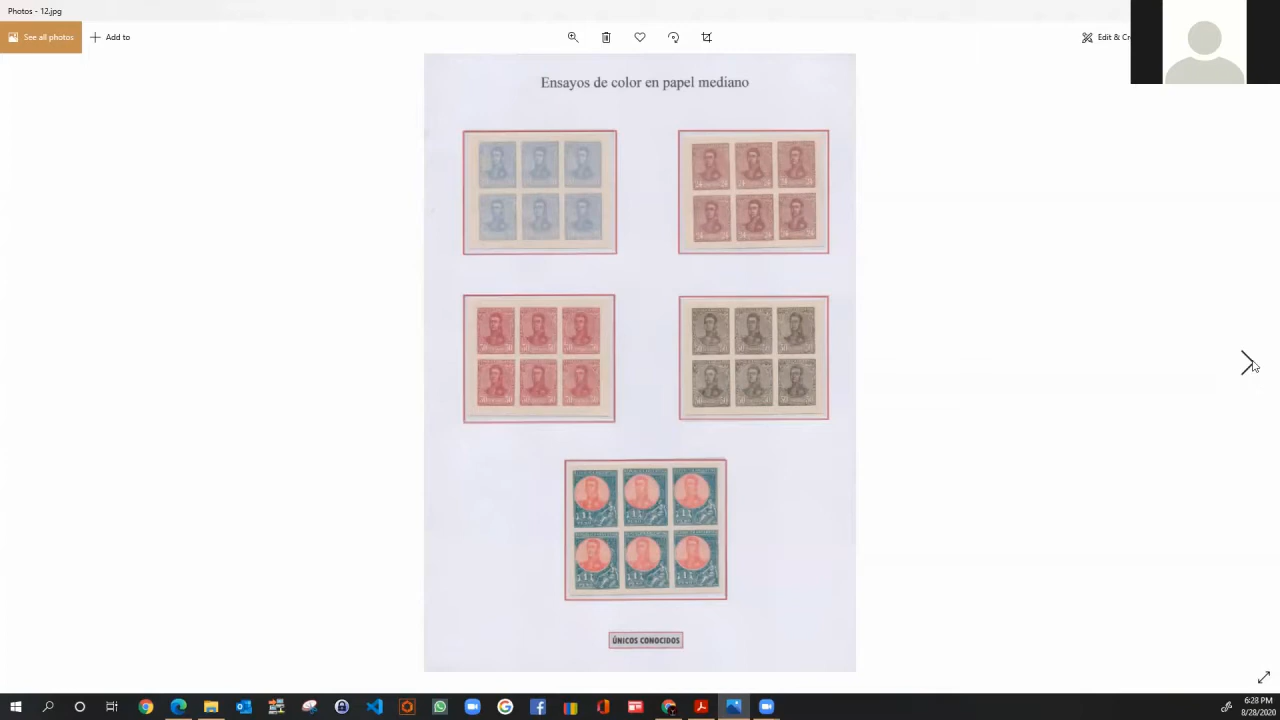 Photos - 12.jpg
See all photos
Add to
Edit & Cr
Ensayos de color en papel mediano
ÚNICOS CONOCIDOS
6:28 PM
8/28/2020